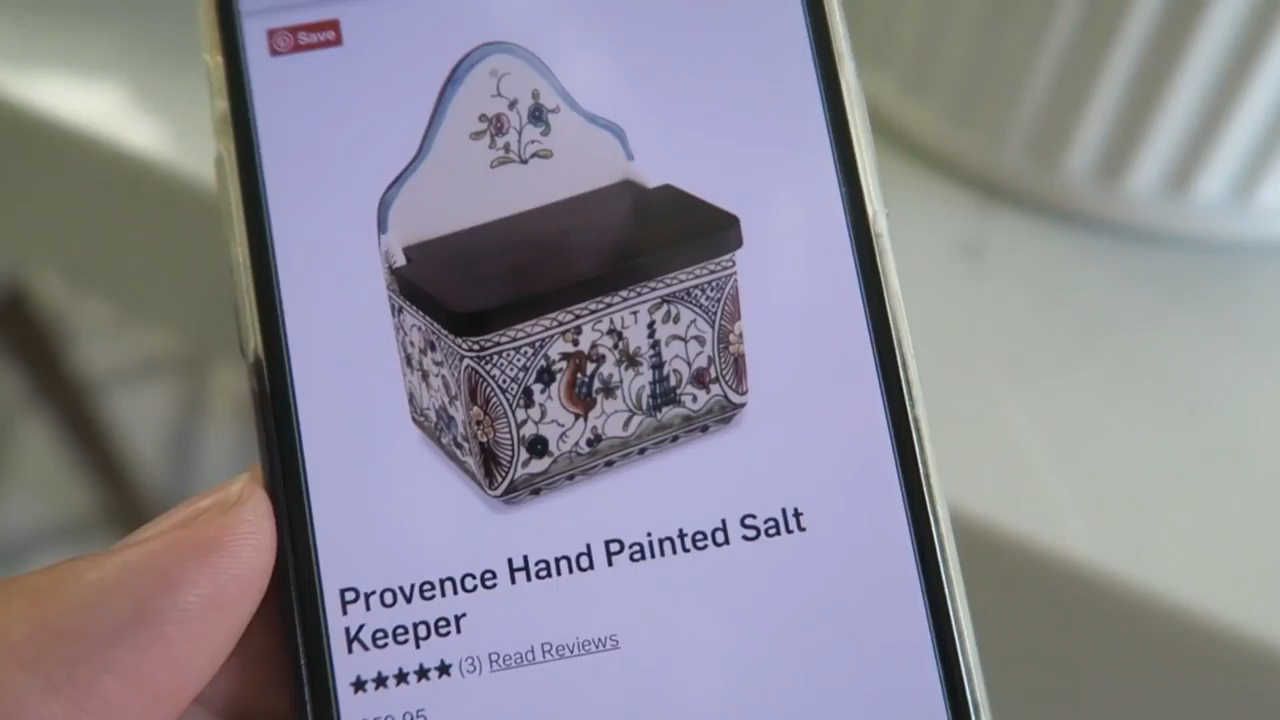 Save
SALT
Provence Hand Painted Salt
Keeper
★★★★★ (3) Read Reviews